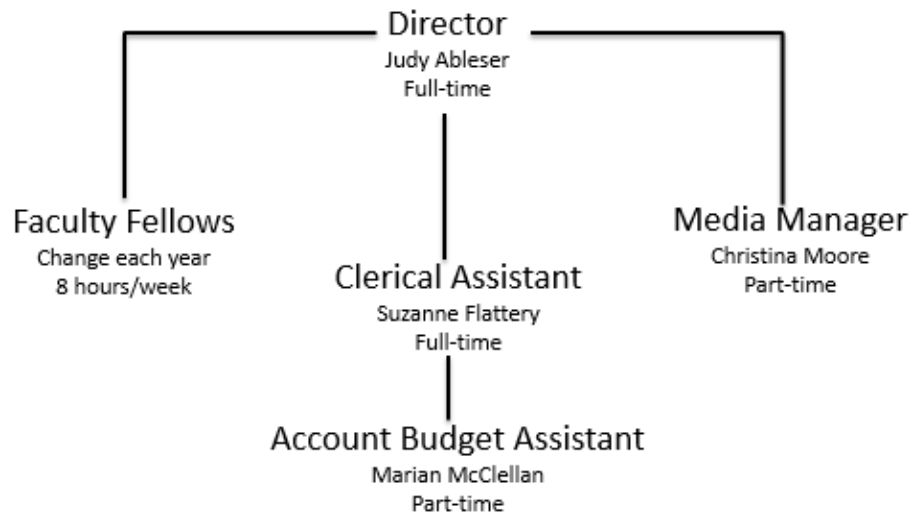 Director
Judy Ableser
Full-time
Faculty Fellows
Change each year
8 hours/week
Clerical Assistant
Suzanne Flattery
Full-time
Media Manager
Christina Moore
Part-time
Account Budget Assistant
Marian McClellan
Part-time